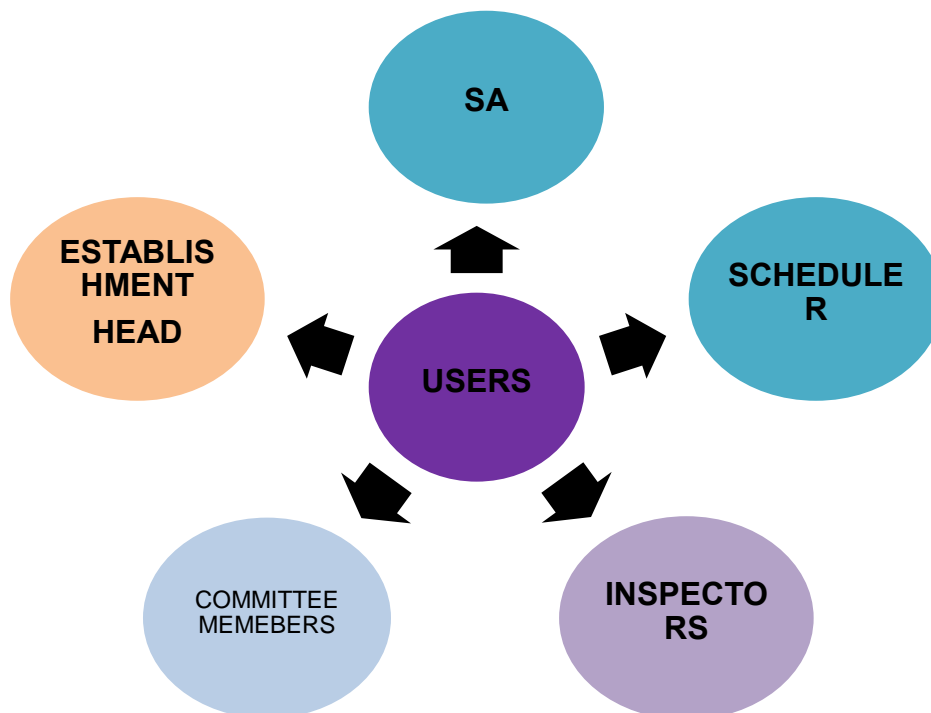 SA
ESTABLIS
HMENT
HEAD
SCHEDULE
R
USERS
COMMITTEE
MEMEBERS
INSPECTO
RS